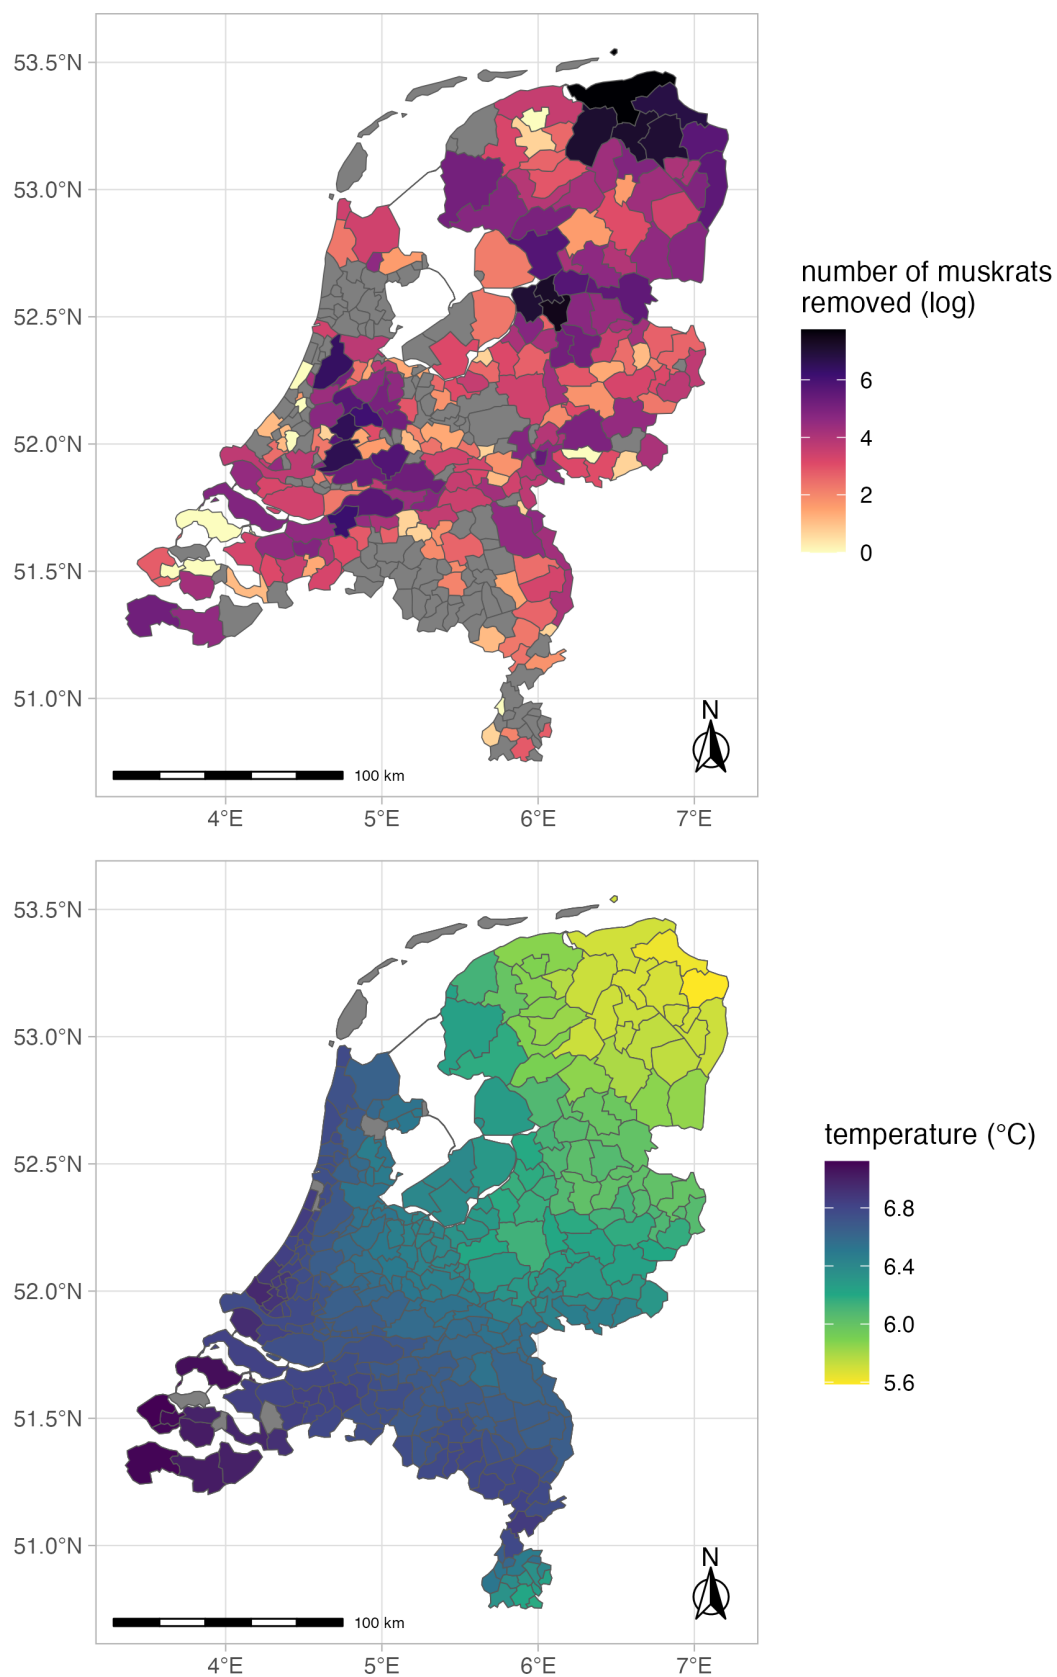 53.5°N
53.0°N
52.5°N
52.0°N
51.5°N
51.0°N
4°E 5°E 6°E 7°E
N
100 km
number of muskrats
removed (log)
6
4
2
0
53.5°N
53.0°N
52.5°N
52.0°N
51.5°N
51.0°N
4°E 5°E 6°E 7°E
N
100 km
temperature (°C)
6.8
6.4
6.0
5.6